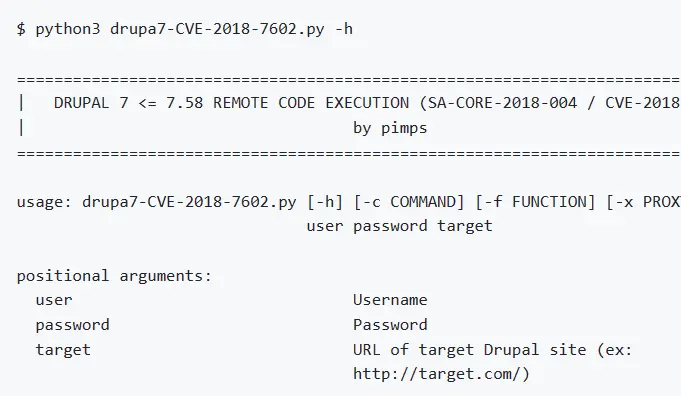 $ python3 drupa7-CVE-2018-7602.py -h
=======================================================================
| DRUPAL 7 <= 7.58 REMOTE CODE EXECUTION (SA-CORE-2018-004 / CVE-2018
| by pimps
=======================================================================
usage: drupa7-CVE-2018-7602.py [-h] [-c COMMAND] [-f FUNCTION] [-x PROXY
user password target
positional arguments:
user Username
password Password
target URL of target Drupal site (ex:
http://target.com/)